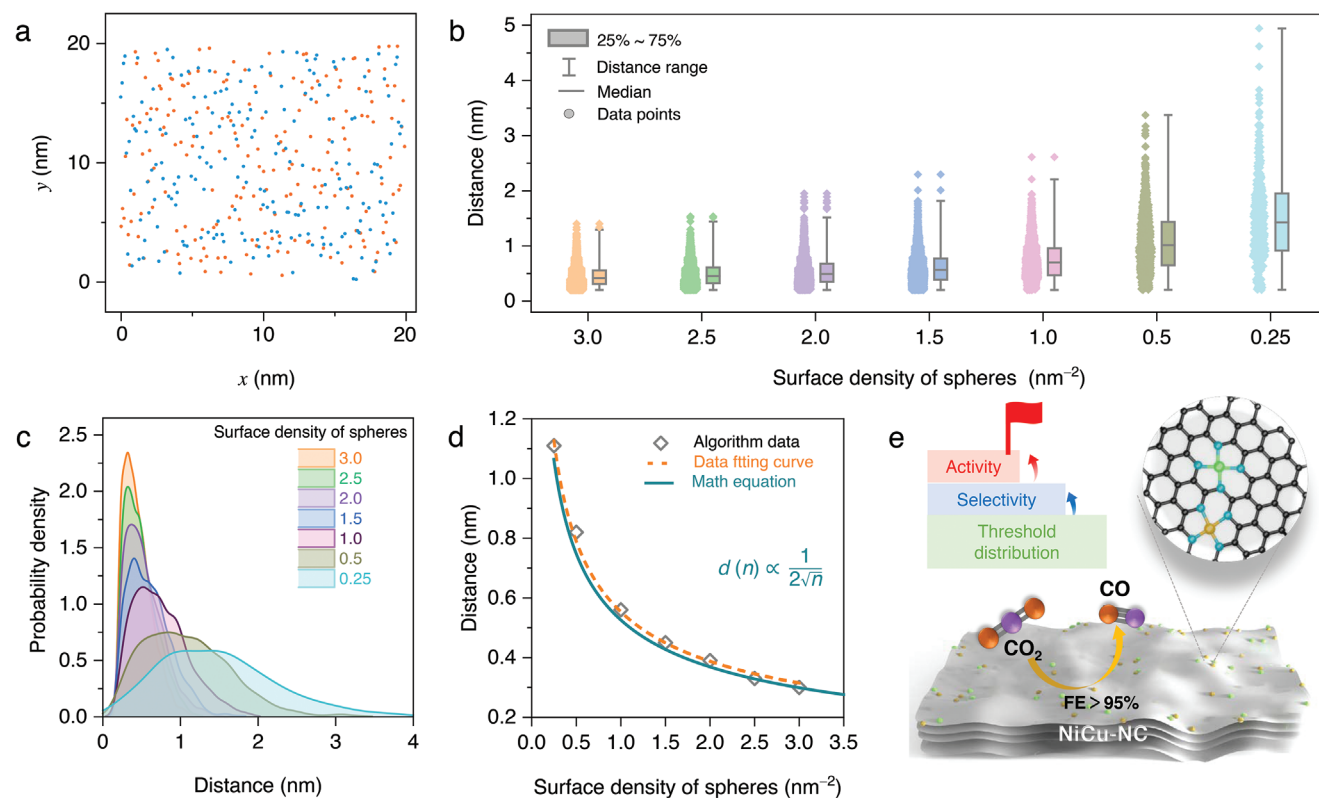 a
20
10
0
y (nm)
0
10
20
x (nm)
b
5
4
3
2
1
0
Distance (nm)
25% ~ 75%
Distance range
Median
Data points
3.0
2.5
2.0
1.5
1.0
0.5
0.25
Surface density of spheres (nm⁻²)
c
2.5
2.0
1.5
1.0
0.5
0.0
Probability density
Surface density of spheres
3.0
2.5
2.0
1.5
1.0
0.5
0.25
0
1
2
3
4
Distance (nm)
d
1.2
1.0
0.8
0.6
0.4
0.2
Distance (nm)
Algorithm data
Data ftting curve
Math equation
d (n) ∝ 1/2√n
0.0
0.5
1.0
1.5
2.0
2.5
3.0
3.5
Surface density of spheres (nm⁻²)
e
Activity
Selectivity
Threshold
distribution
CO₂
CO
FE > 95%
NiCu-NC